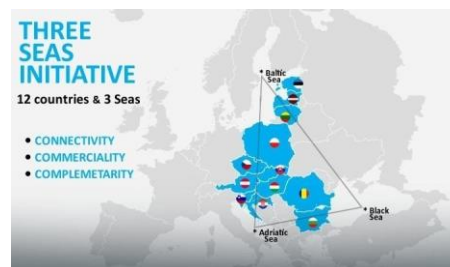 THREE
SEAS
INITIATIVE
12 countries & 3 Seas
• CONNECTIVITY
• COMMERCIALITY
• COMPLEMETARITY
Baltic
Sea
Black
Sea
Adriatic
Sea